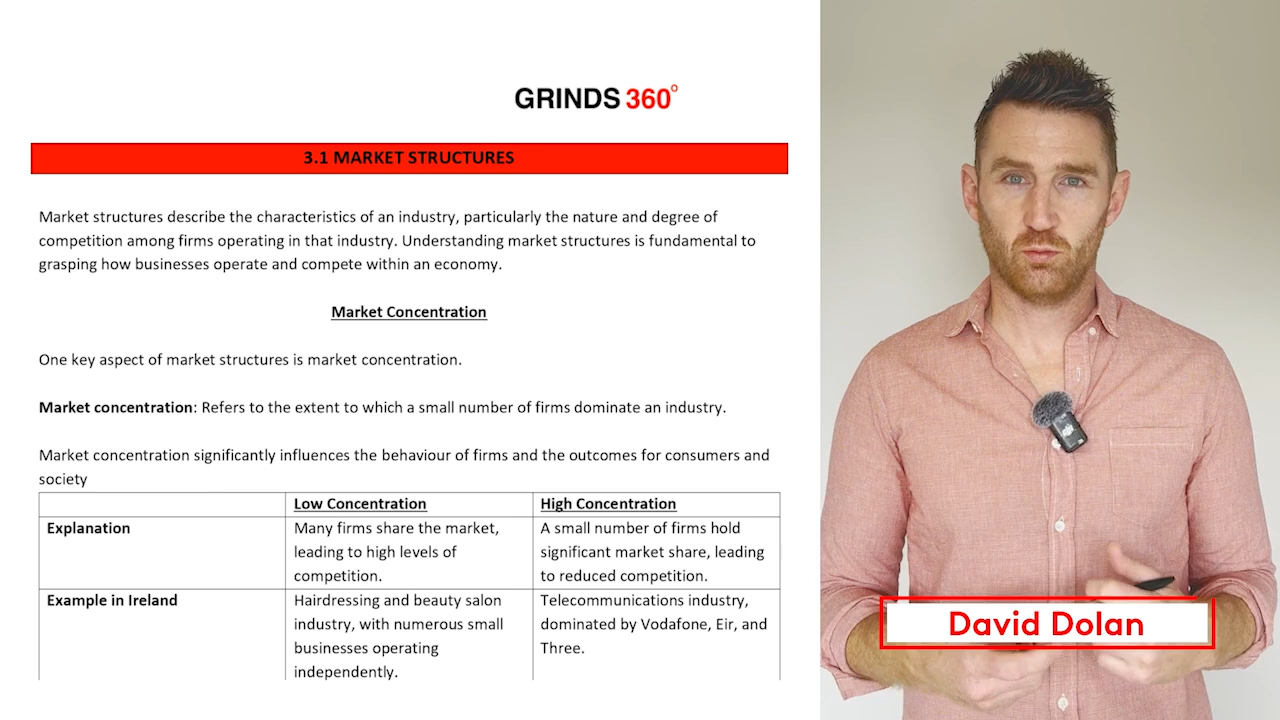 GRINDS 360°
3.1 MARKET STRUCTURES
Market structures describe the characteristics of an industry, particularly the nature and degree of
competition among firms operating in that industry. Understanding market structures is fundamental to
grasping how businesses operate and compete within an economy.
Market Concentration
One key aspect of market structures is market concentration.
Market concentration: Refers to the extent to which a small number of firms dominate an industry.
Market concentration significantly influences the behaviour of firms and the outcomes for consumers and
society
Low Concentration
High Concentration
Explanation
Many firms share the market,
leading to high levels of
competition.
A small number of firms hold
significant market share, leading
to reduced competition.
Example in Ireland
Hairdressing and beauty salon
industry, with numerous small
businesses operating
independently.
Telecommunications industry,
dominated by Vodafone, Eir, and
Three.
David Dolan